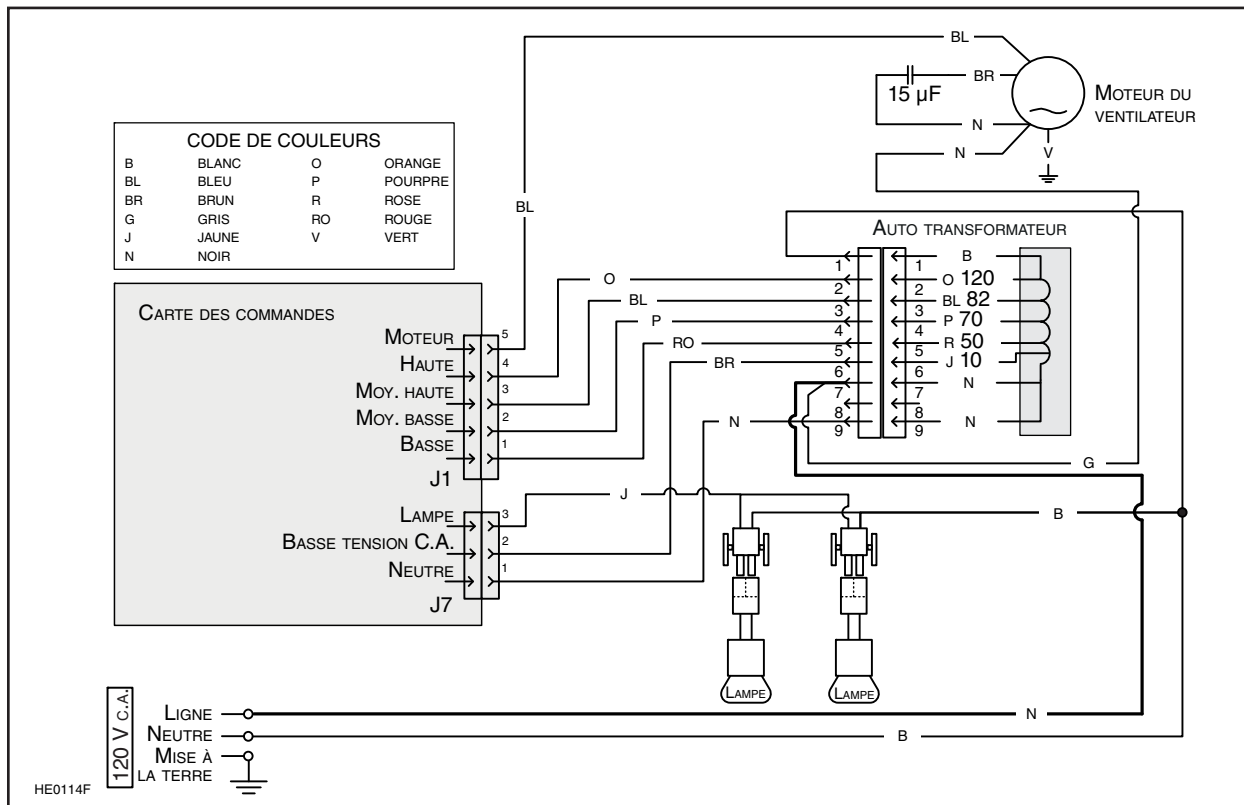 BL
BR
15 µF
MOTEUR DU
VENTILATEUR
N
N
V
CODE DE COULEURS
B BLANC O ORANGE
BL BLEU P POURPRE
BR BRUN R ROSE
G GRIS RO ROUGE
J JAUNE V VERT
N NOIR
BL
AUTO TRANSFORMATEUR
1 1 B
2 2 O 120
3 3 BL 82
4 4 P 70
5 5 R 50
6 6 J 10
7 7 N
8 8
9 9 N
O
BL
P
RO
BR
N
G
CARTE DES COMMANDES
MOTEUR 5
HAUTE 4
MOY. HAUTE 3
MOY. BASSE 2
BASSE 1
J1
LAMPE 3
BASSE TENSION C.A. 2
NEUTRE 1
J7
J
B
LAMPE
LAMPE
120 V C.A.
LIGNE
NEUTRE
MISE À
LA TERRE
N
B
HE0114F